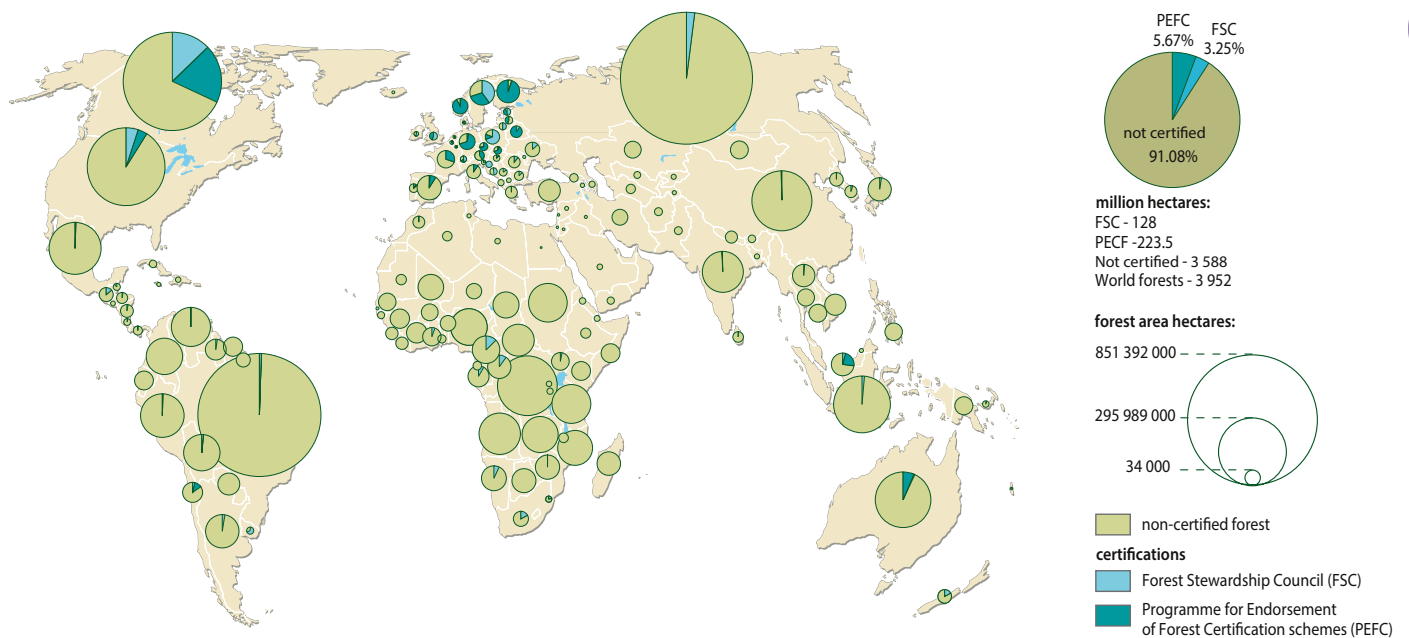 PEFC
5.67%
FSC
3.25%
not certified
91.08%
million hectares:
FSC - 128
PECF -223.5
Not certified - 3 588
World forests - 3 952
forest area hectares:
851 392 000
295 989 000
34 000
non-certified forest
certifications
Forest Stewardship Council (FSC)
Programme for Endorsement
of Forest Certification schemes (PEFC)